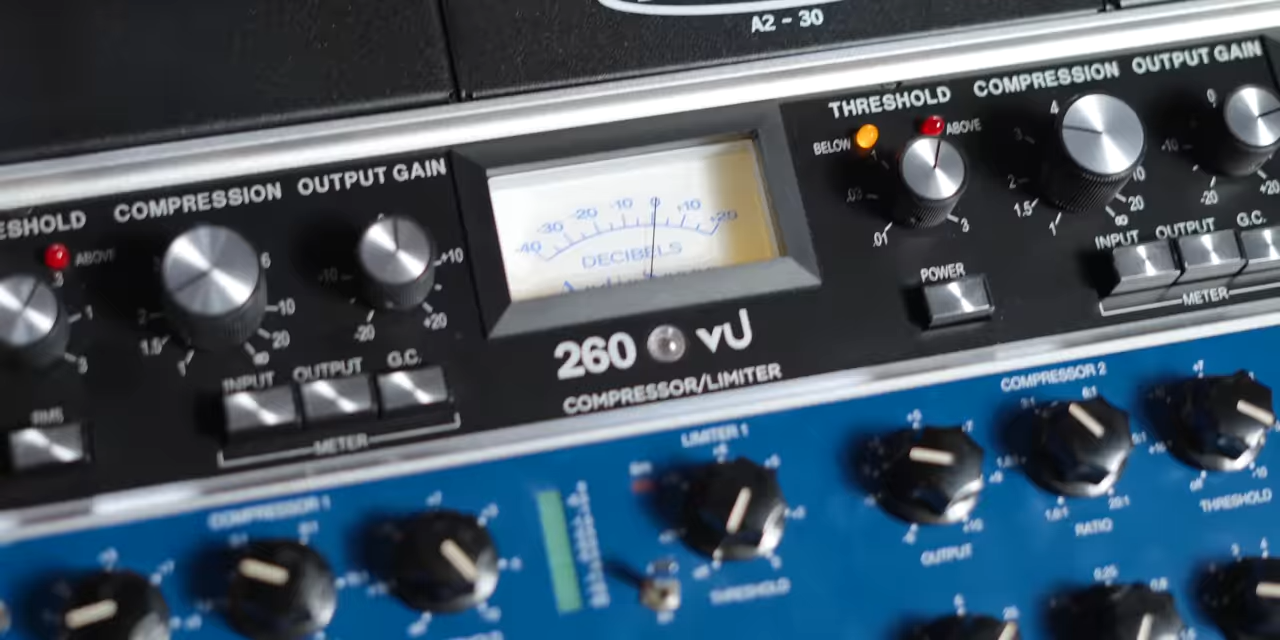 A2 - 30
THRESHOLD COMPRESSION OUTPUT GAIN
BELOW ABOVE
4 3 2 1.5 1 10 20 ∞
0 -10 -20 +20
1 .03 .01 3
ESHOLD COMPRESSION OUTPUT GAIN
ABOVE
1 3
6 10 20 ∞ 1 1.5 2
-10 -20 +10 +20
-40 -30 -20 -10 0 +10 +20
DECIBELS
POWER
INPUT OUTPUT G.C.
METER
260 VU
COMPRESSOR/LIMITER
RMS
INPUT OUTPUT G.C.
METER
COMPRESSOR 2
LIMITER 1
COMPRESSOR 1
OUTPUT
RATIO
THRESHOLD
THRESHOLD